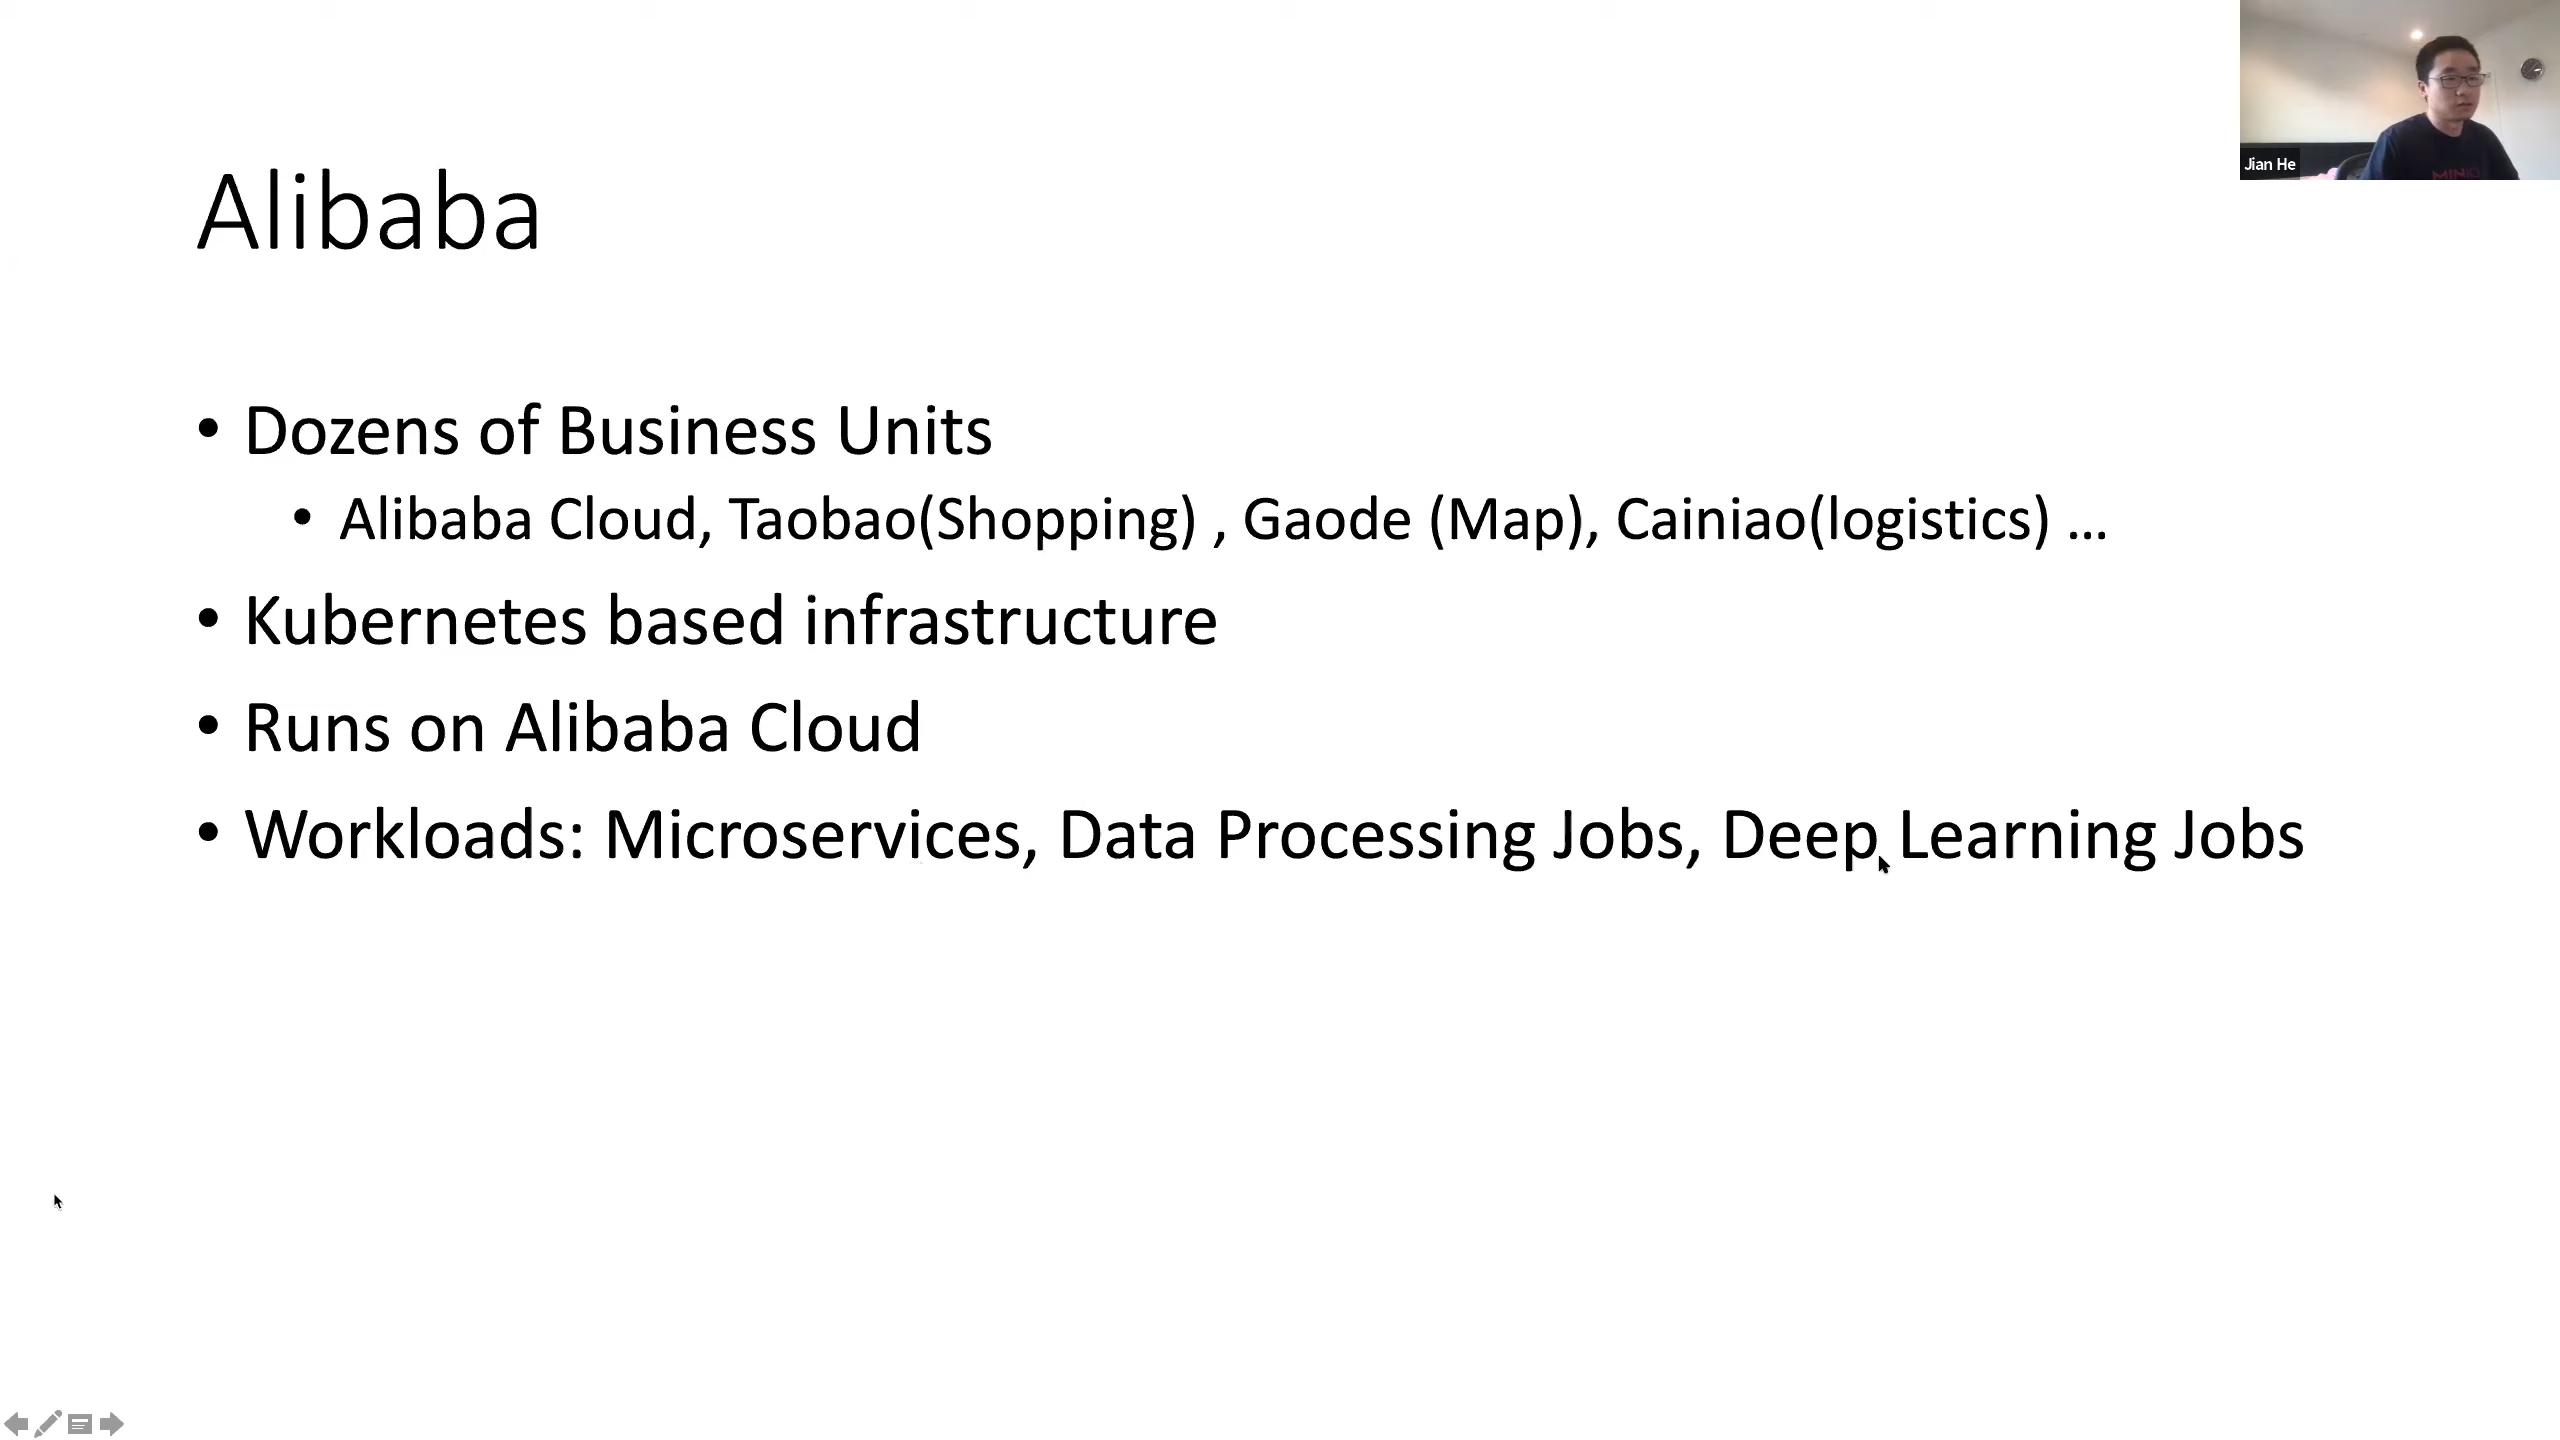 Jian He
MINIO
Alibaba
• Dozens of Business Units
• Alibaba Cloud, Taobao(Shopping) , Gaode (Map), Cainiao(logistics) ...
• Kubernetes based infrastructure
• Runs on Alibaba Cloud
• Workloads: Microservices, Data Processing Jobs, Deep Learning Jobs